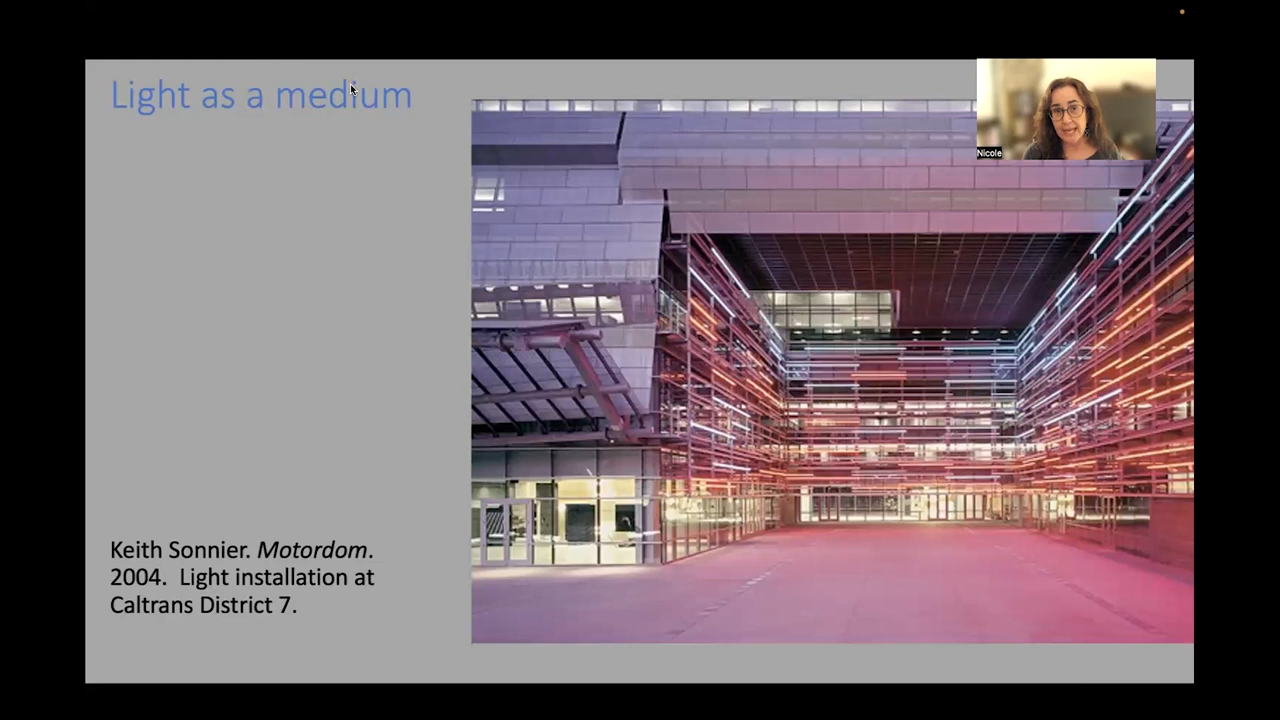 Light as a medium
Nicole
Keith Sonnier. Motordom.
2004. Light installation at
Caltrans District 7.